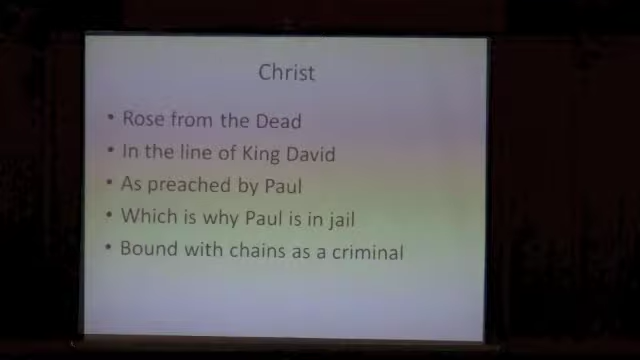 Christ
• Rose from the Dead
• In the line of King David
• As preached by Paul
• Which is why Paul is in jail
• Bound with chains as a criminal